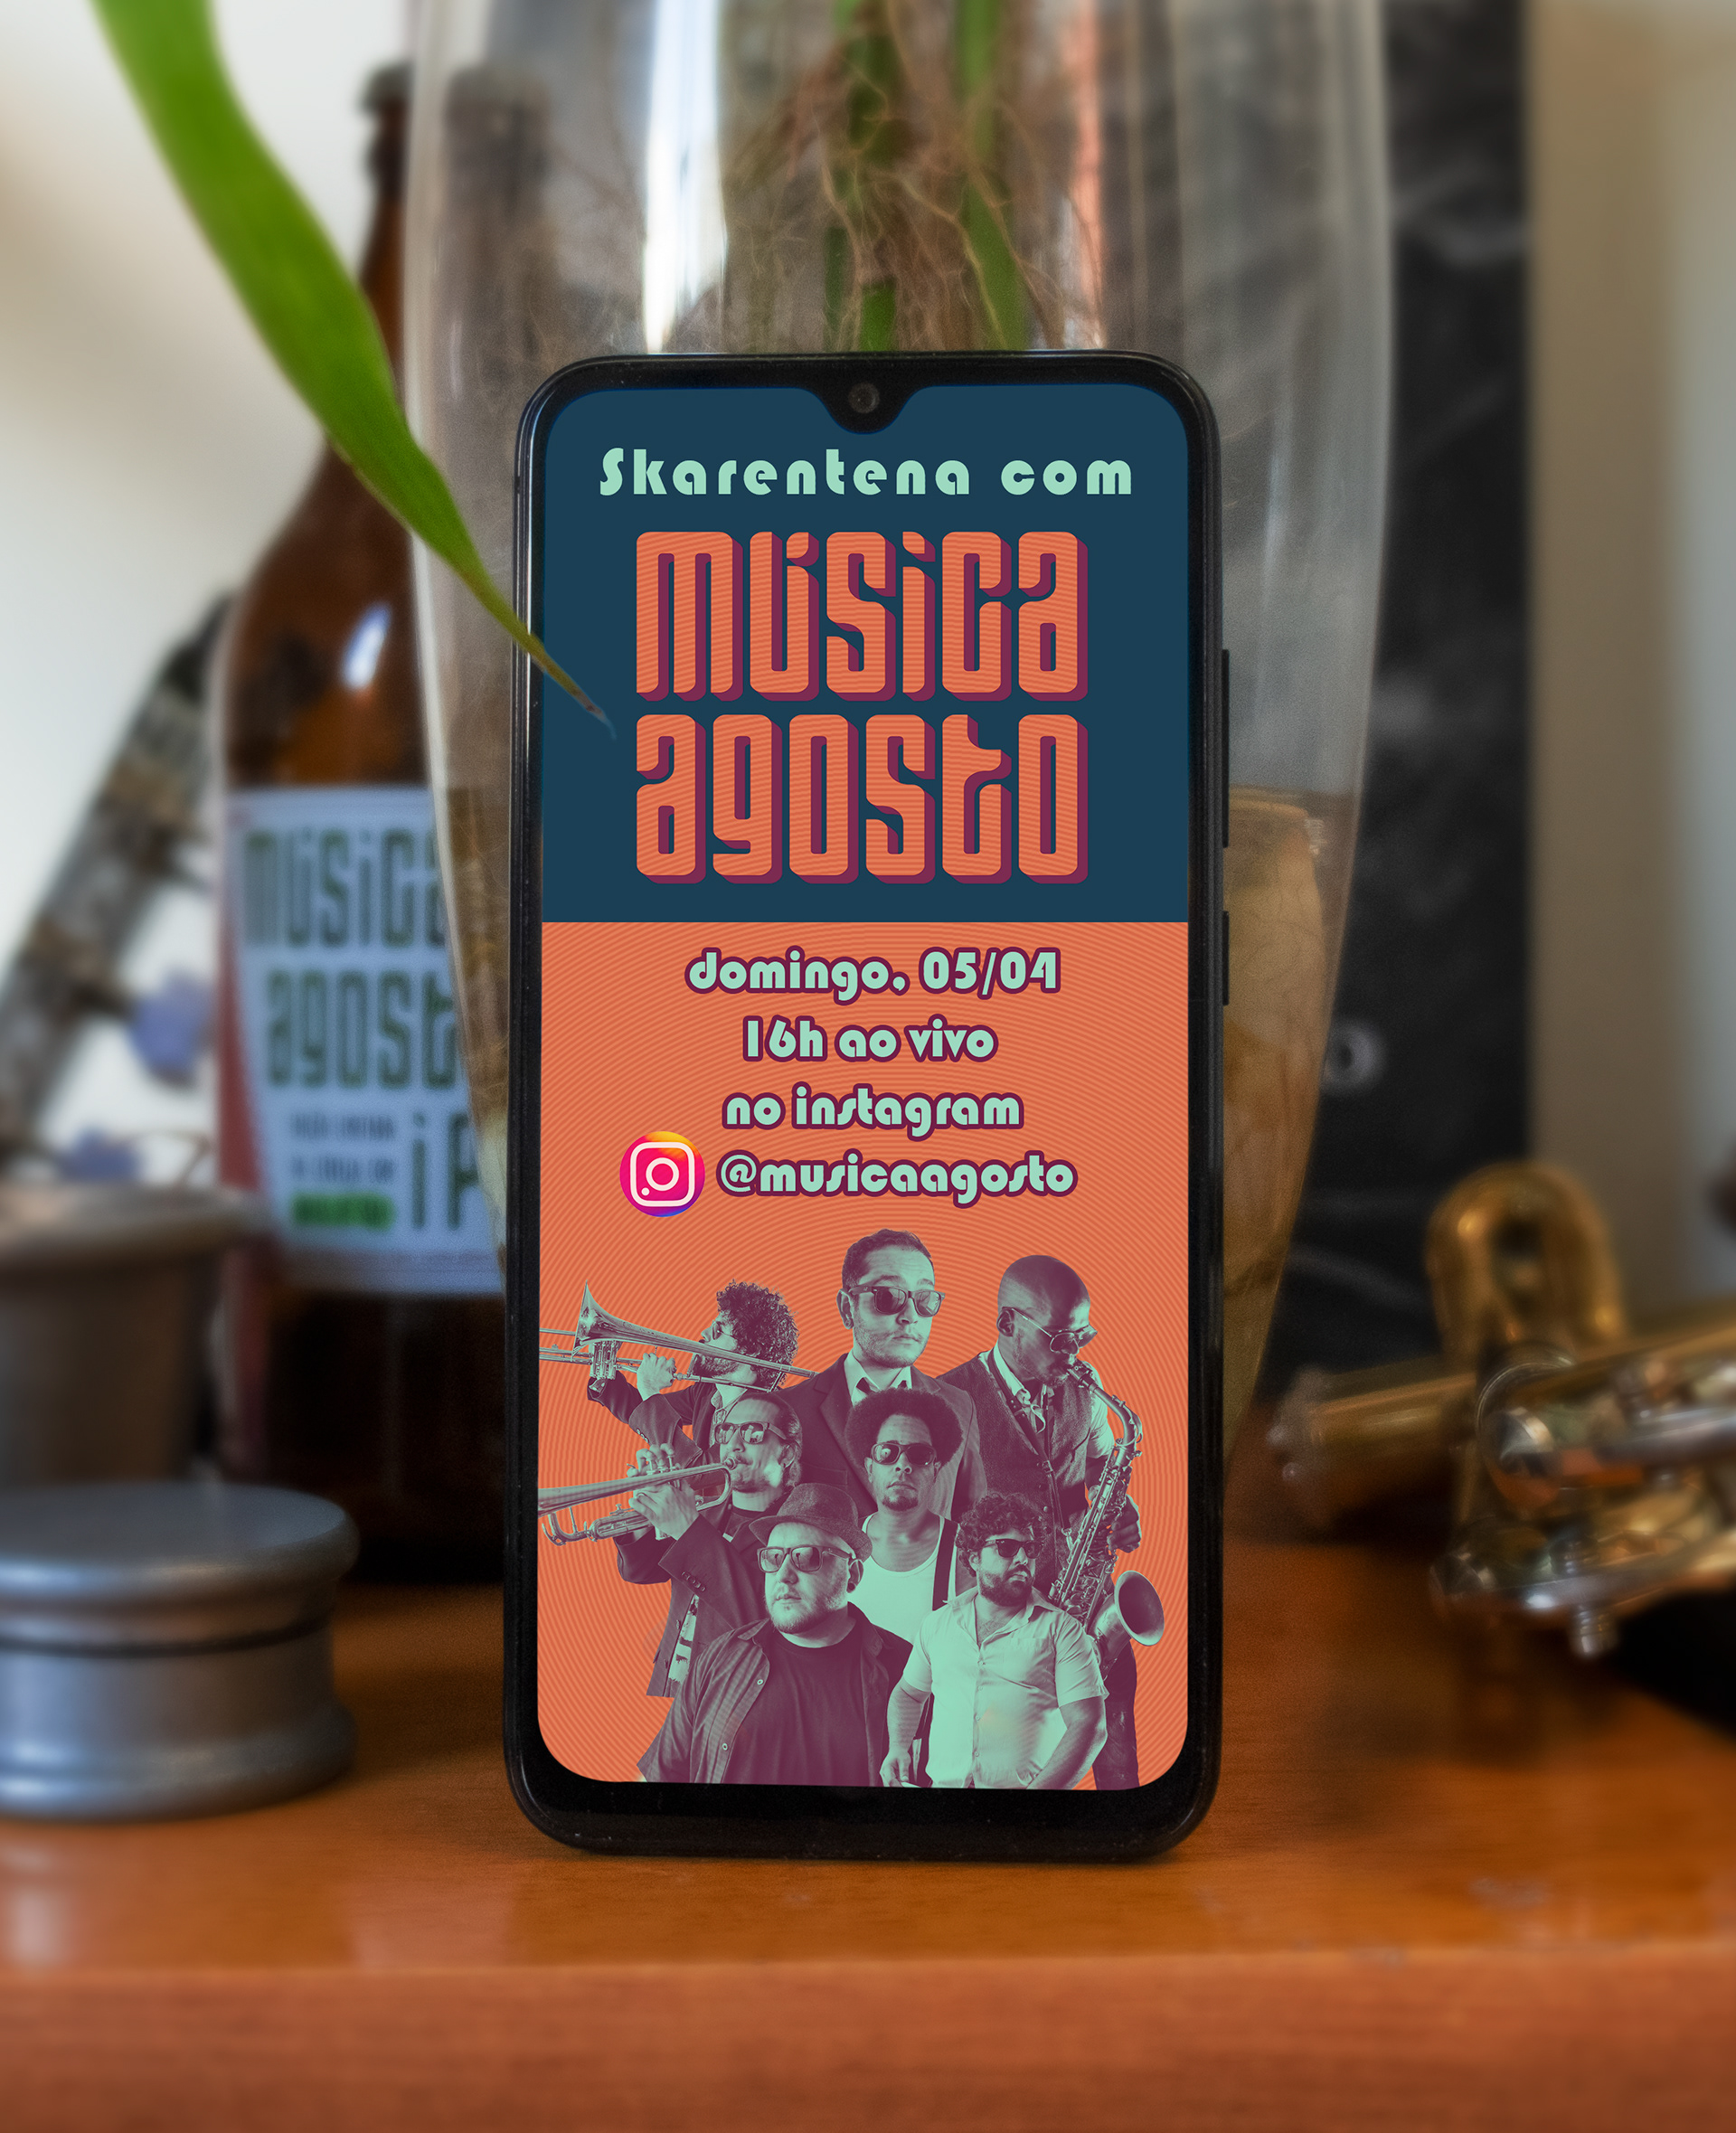 Skarentena com
música
agosto
domingo, 05/04
16h ao vivo
no instagram
@musicaagosto
música
agosto